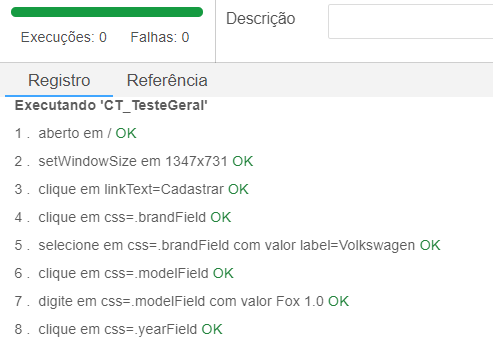 Execuções: 0 Falhas: 0
Descrição
Registro Referência
Executando 'CT_TesteGeral'
1 . aberto em / OK
2 . setWindowSize em 1347x731 OK
3 . clique em linkText=Cadastrar OK
4 . clique em css=.brandField OK
5 . selecione em css=.brandField com valor label=Volkswagen OK
6 . clique em css=.modelField OK
7 . digite em css=.modelField com valor Fox 1.0 OK
8 . clique em css=.yearField OK